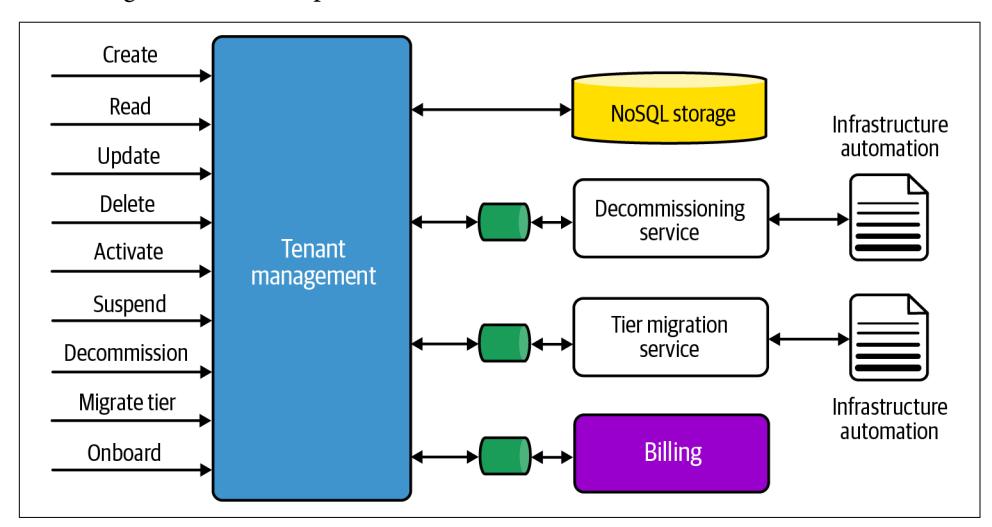 Create
Read
Update
Delete
Activate
Suspend
Decommission
Migrate tier
Onboard
Tenant
management
NoSQL storage
Decommissioning
service
Infrastructure
automation
Tier migration
service
Infrastructure
automation
Billing